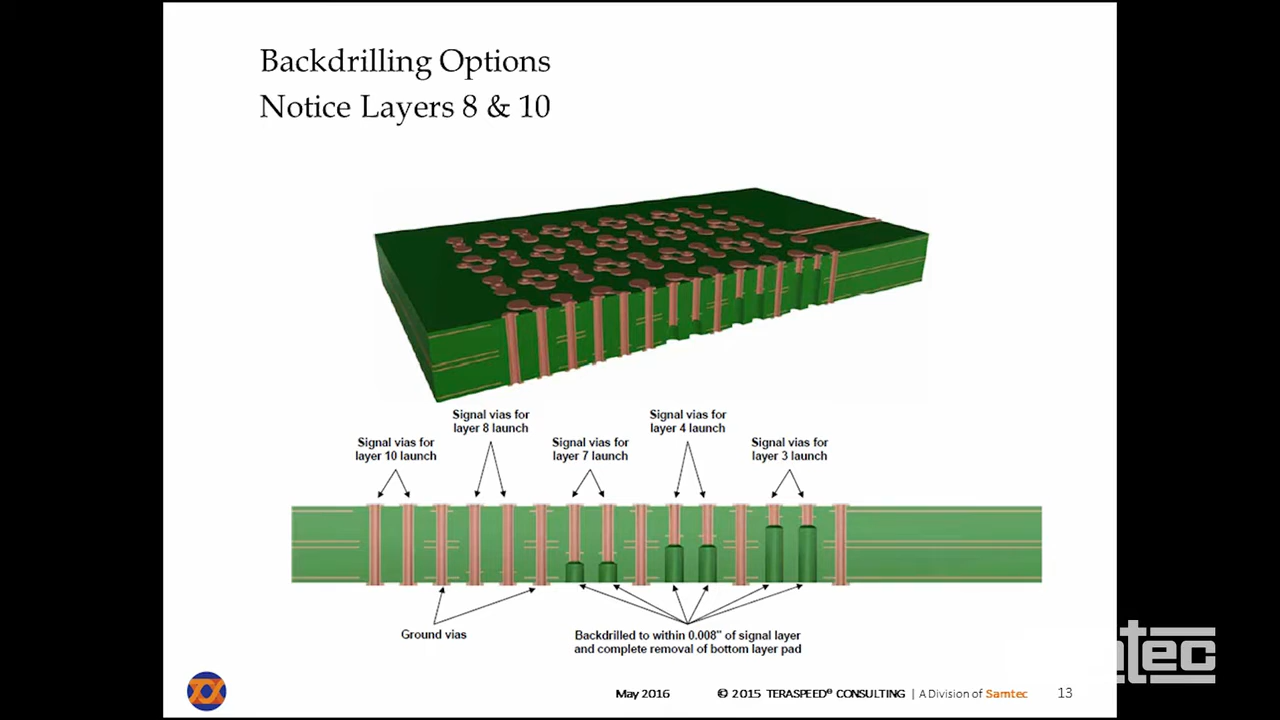 Backdrilling Options
Notice Layers 8 & 10
Signal vias for
layer 10 launch
Signal vias for
layer 8 launch
Signal vias for
layer 7 launch
Signal vias for
layer 4 launch
Signal vias for
layer 3 launch
Ground vias
Backdrilled to within 0.008" of signal layer
and complete removal of bottom layer pad
May 2016
© 2015 TERASPEED® CONSULTING | A Division of Samtec
13